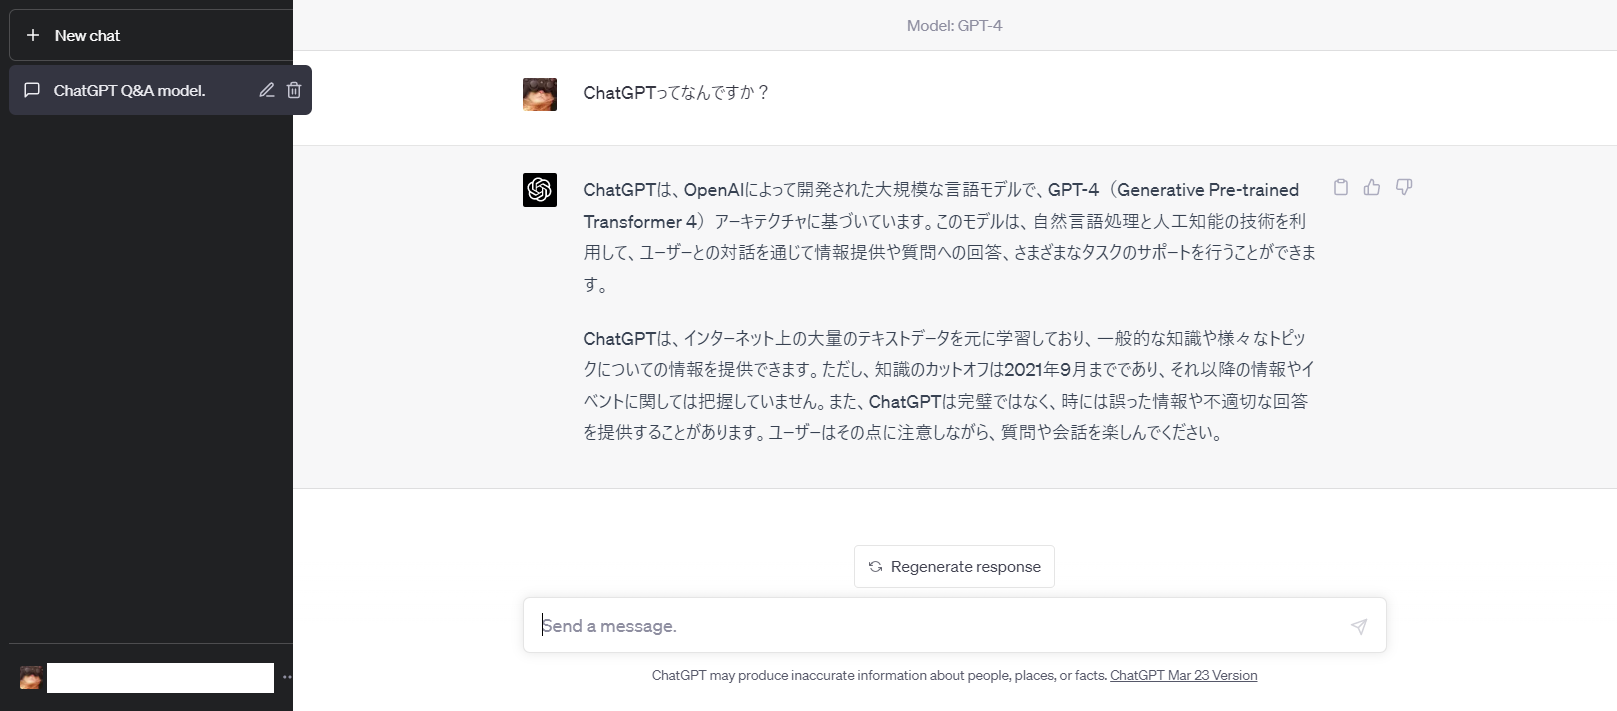 New chat
ChatGPT Q&A model.
Model: GPT-4
ChatGPTってなんですか？
ChatGPTは、OpenAIによって開発された大規模な言語モデルで、GPT-4（Generative Pre-trained
Transformer 4）アーキテクチャに基づいています。このモデルは、自然言語処理と人工知能の技術を利
用して、ユーザーとの対話を通じて情報提供や質問への回答、さまざまなタスクのサポートを行うことができま
す。
ChatGPTは、インターネット上の大量のテキストデータを元に学習しており、一般的な知識や様々なトピッ
クについての情報を提供できます。ただし、知識のカットオフは2021年9月までであり、それ以降の情報やイ
ベントに関しては把握していません。また、ChatGPTは完璧ではなく、時には誤った情報や不適切な回答
を提供することがあります。ユーザーはその点に注意しながら、質問や会話を楽しんでください。
Regenerate response
Send a message.
ChatGPT may produce inaccurate information about people, places, or facts. ChatGPT Mar 23 Version